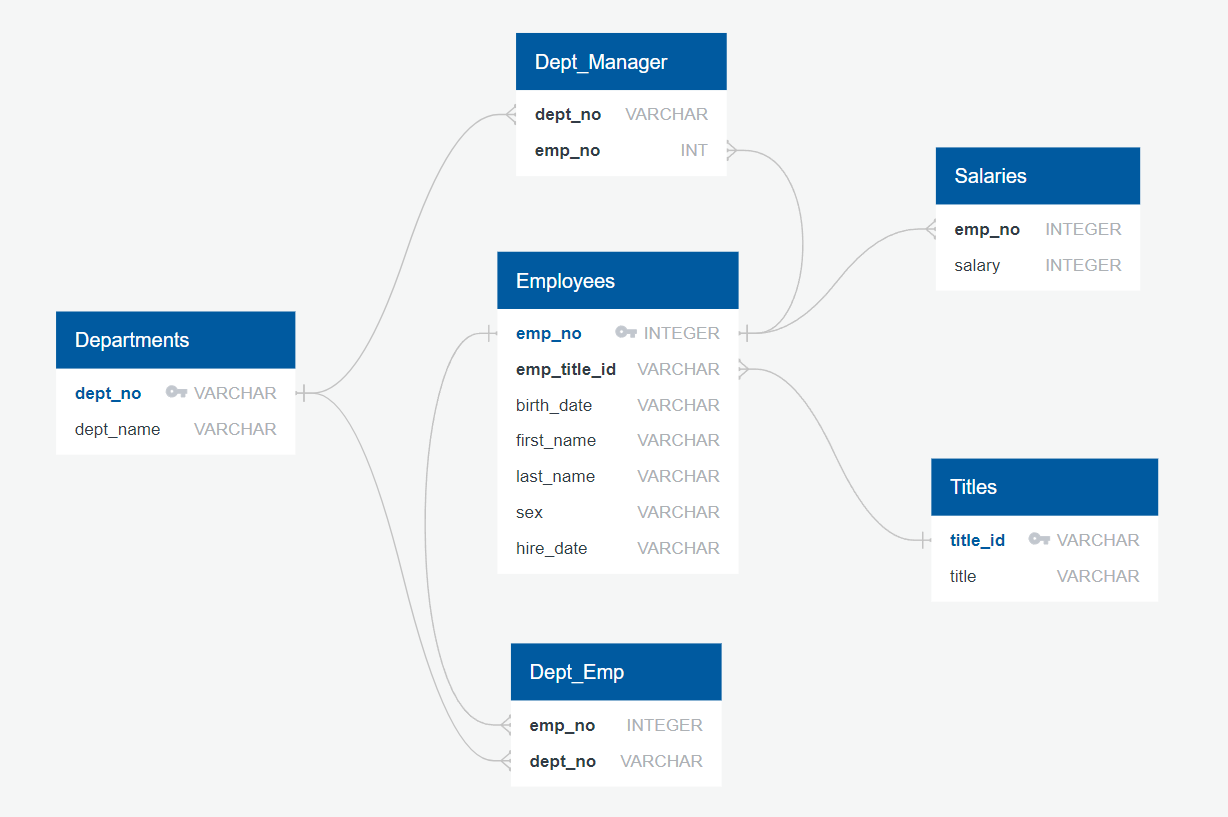 Dept_Manager
dept_no VARCHAR
emp_no INT
Salaries
emp_no INTEGER
salary INTEGER
Employees
emp_no INTEGER
emp_title_id VARCHAR
birth_date VARCHAR
first_name VARCHAR
last_name VARCHAR
sex VARCHAR
hire_date VARCHAR
Departments
dept_no VARCHAR
dept_name VARCHAR
Titles
title_id VARCHAR
title VARCHAR
Dept_Emp
emp_no INTEGER
dept_no VARCHAR